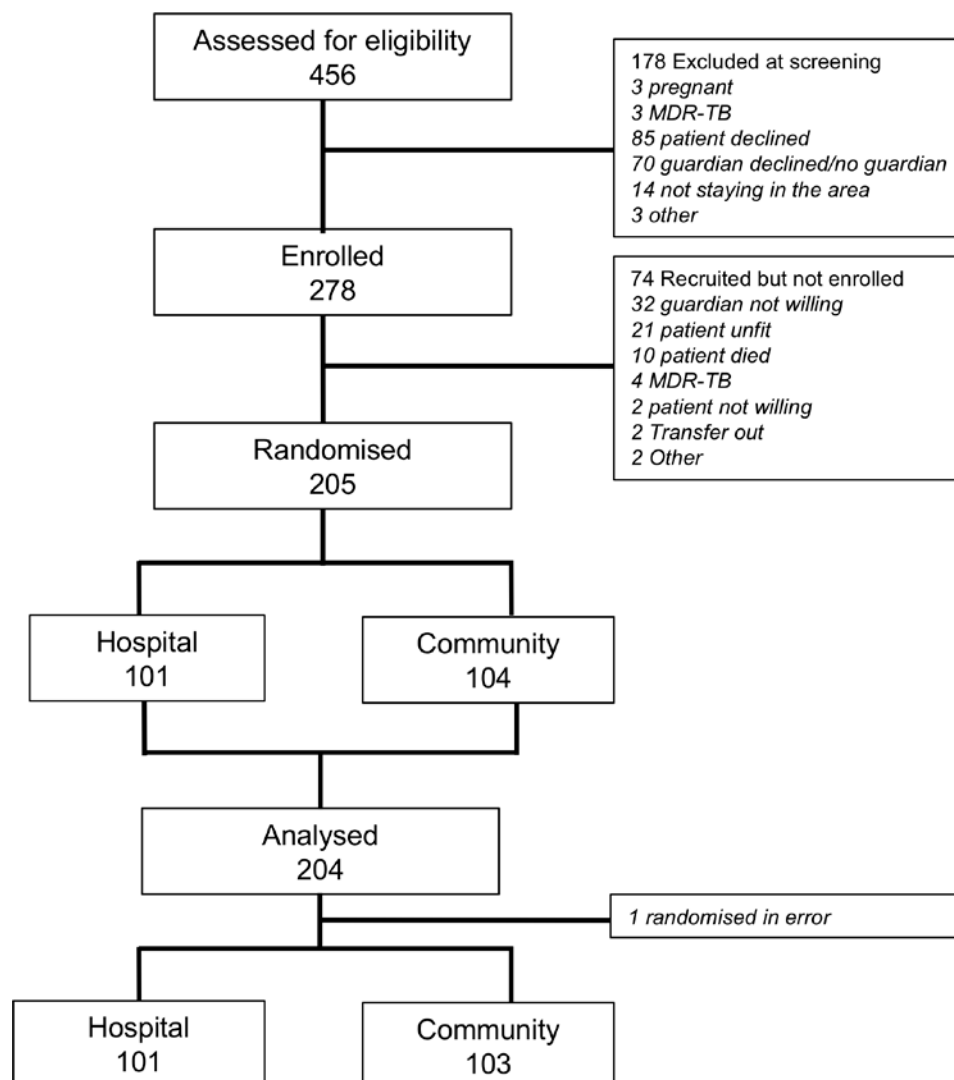 Assessed for eligibility
456
178 Excluded at screening
3 pregnant
3 MDR-TB
85 patient declined
70 guardian declined/no guardian
14 not staying in the area
3 other
Enrolled
278
74 Recruited but not enrolled
32 guardian not willing
21 patient unfit
10 patient died
4 MDR-TB
2 patient not willing
2 Transfer out
2 Other
Randomised
205
Hospital
101
Community
104
Analysed
204
1 randomised in error
Hospital
101
Community
103